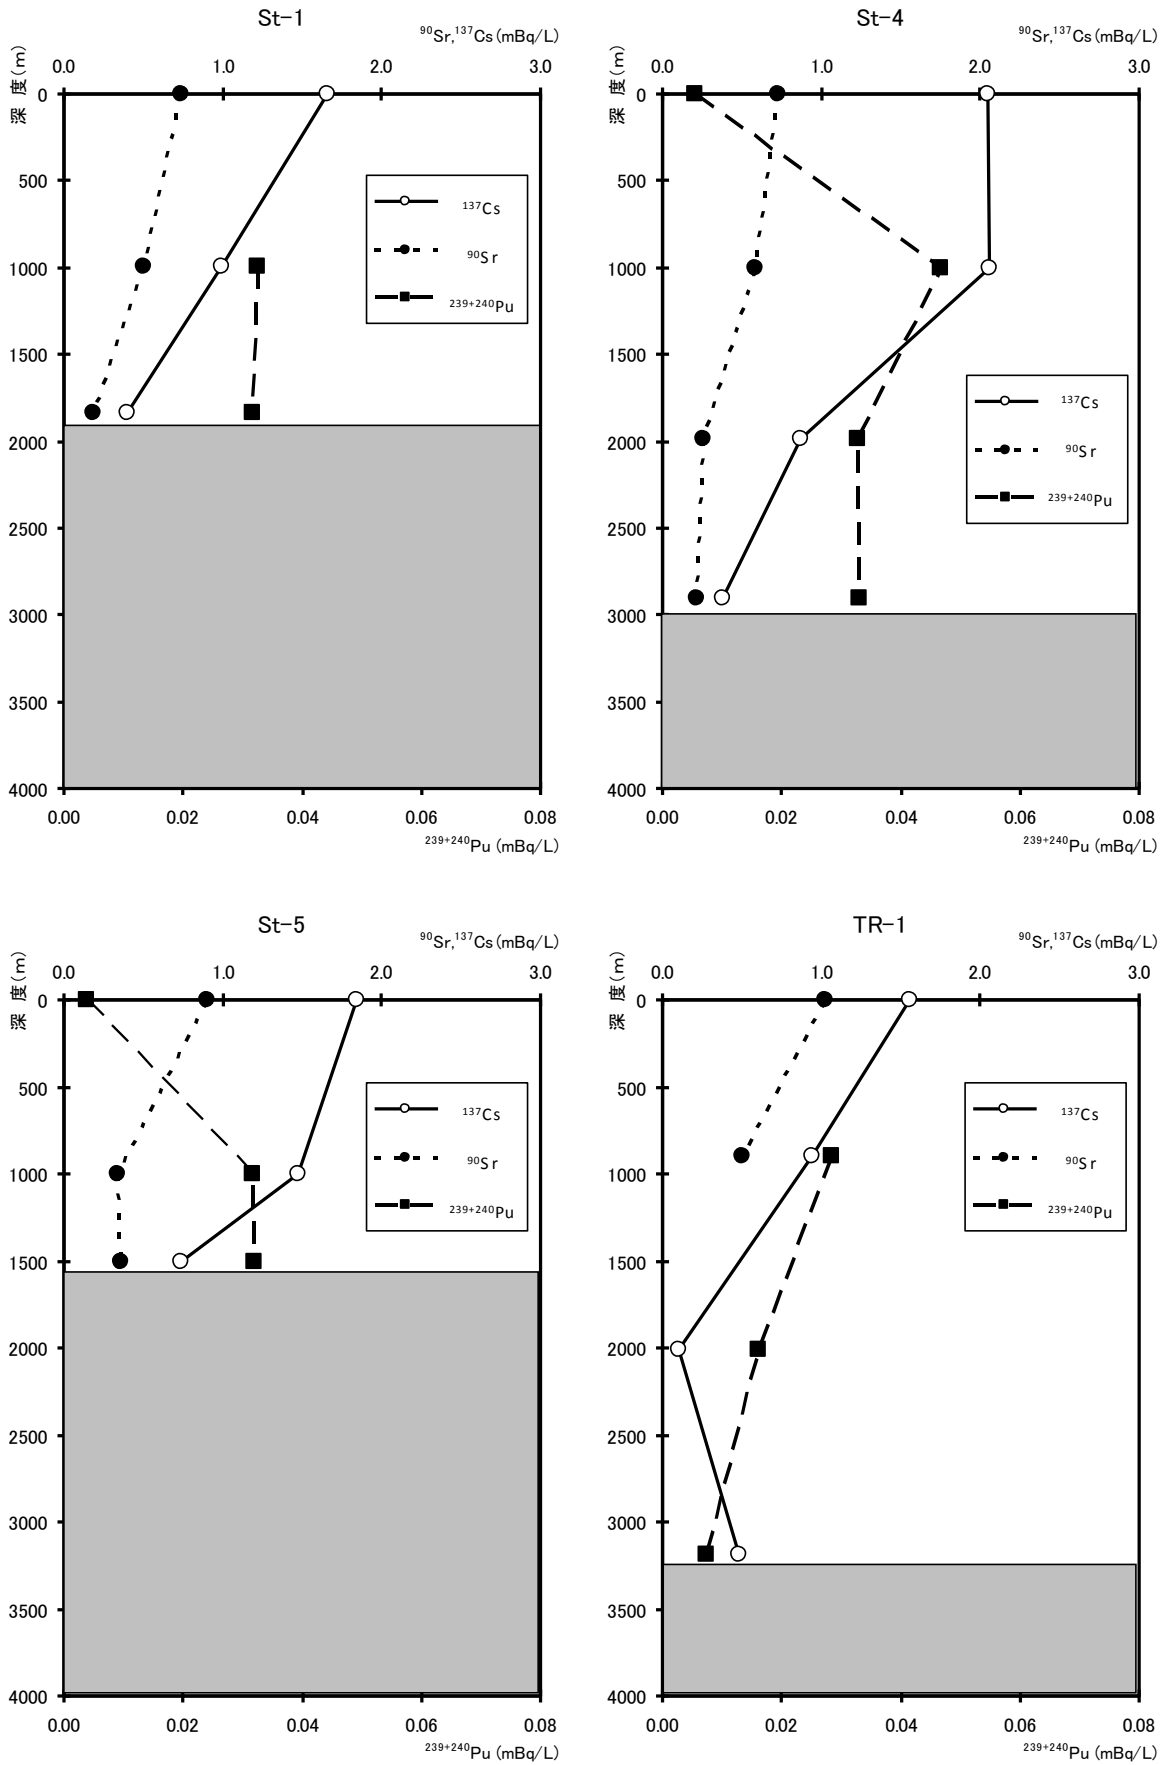 St-1
⁹⁰Sr,¹³⁷Cs(mBq/L)
0.0 1.0 2.0 3.0
深 度(m)
0
500
1000
1500
2000
2500
3000
3500
4000
¹³⁷Cs
⁹⁰Sr
²³⁹⁺²⁴⁰Pu
0.00 0.02 0.04 0.06 0.08
²³⁹⁺²⁴⁰Pu (mBq/L)
St-4
⁹⁰Sr,¹³⁷Cs(mBq/L)
0.0 1.0 2.0 3.0
深 度(m)
0
500
1000
1500
2000
2500
3000
3500
4000
¹³⁷Cs
⁹⁰Sr
²³⁹⁺²⁴⁰Pu
0.00 0.02 0.04 0.06 0.08
²³⁹⁺²⁴⁰Pu (mBq/L)
St-5
⁹⁰Sr,¹³⁷Cs(mBq/L)
0.0 1.0 2.0 3.0
深 度(m)
0
500
1000
1500
2000
2500
3000
3500
4000
¹³⁷Cs
⁹⁰Sr
²³⁹⁺²⁴⁰Pu
0.00 0.02 0.04 0.06 0.08
²³⁹⁺²⁴⁰Pu (mBq/L)
TR-1
⁹⁰Sr,¹³⁷Cs(mBq/L)
0.0 1.0 2.0 3.0
深 度(m)
0
500
1000
1500
2000
2500
3000
3500
4000
¹³⁷Cs
⁹⁰Sr
²³⁹⁺²⁴⁰Pu
0.00 0.02 0.04 0.06 0.08
²³⁹⁺²⁴⁰Pu (mBq/L)